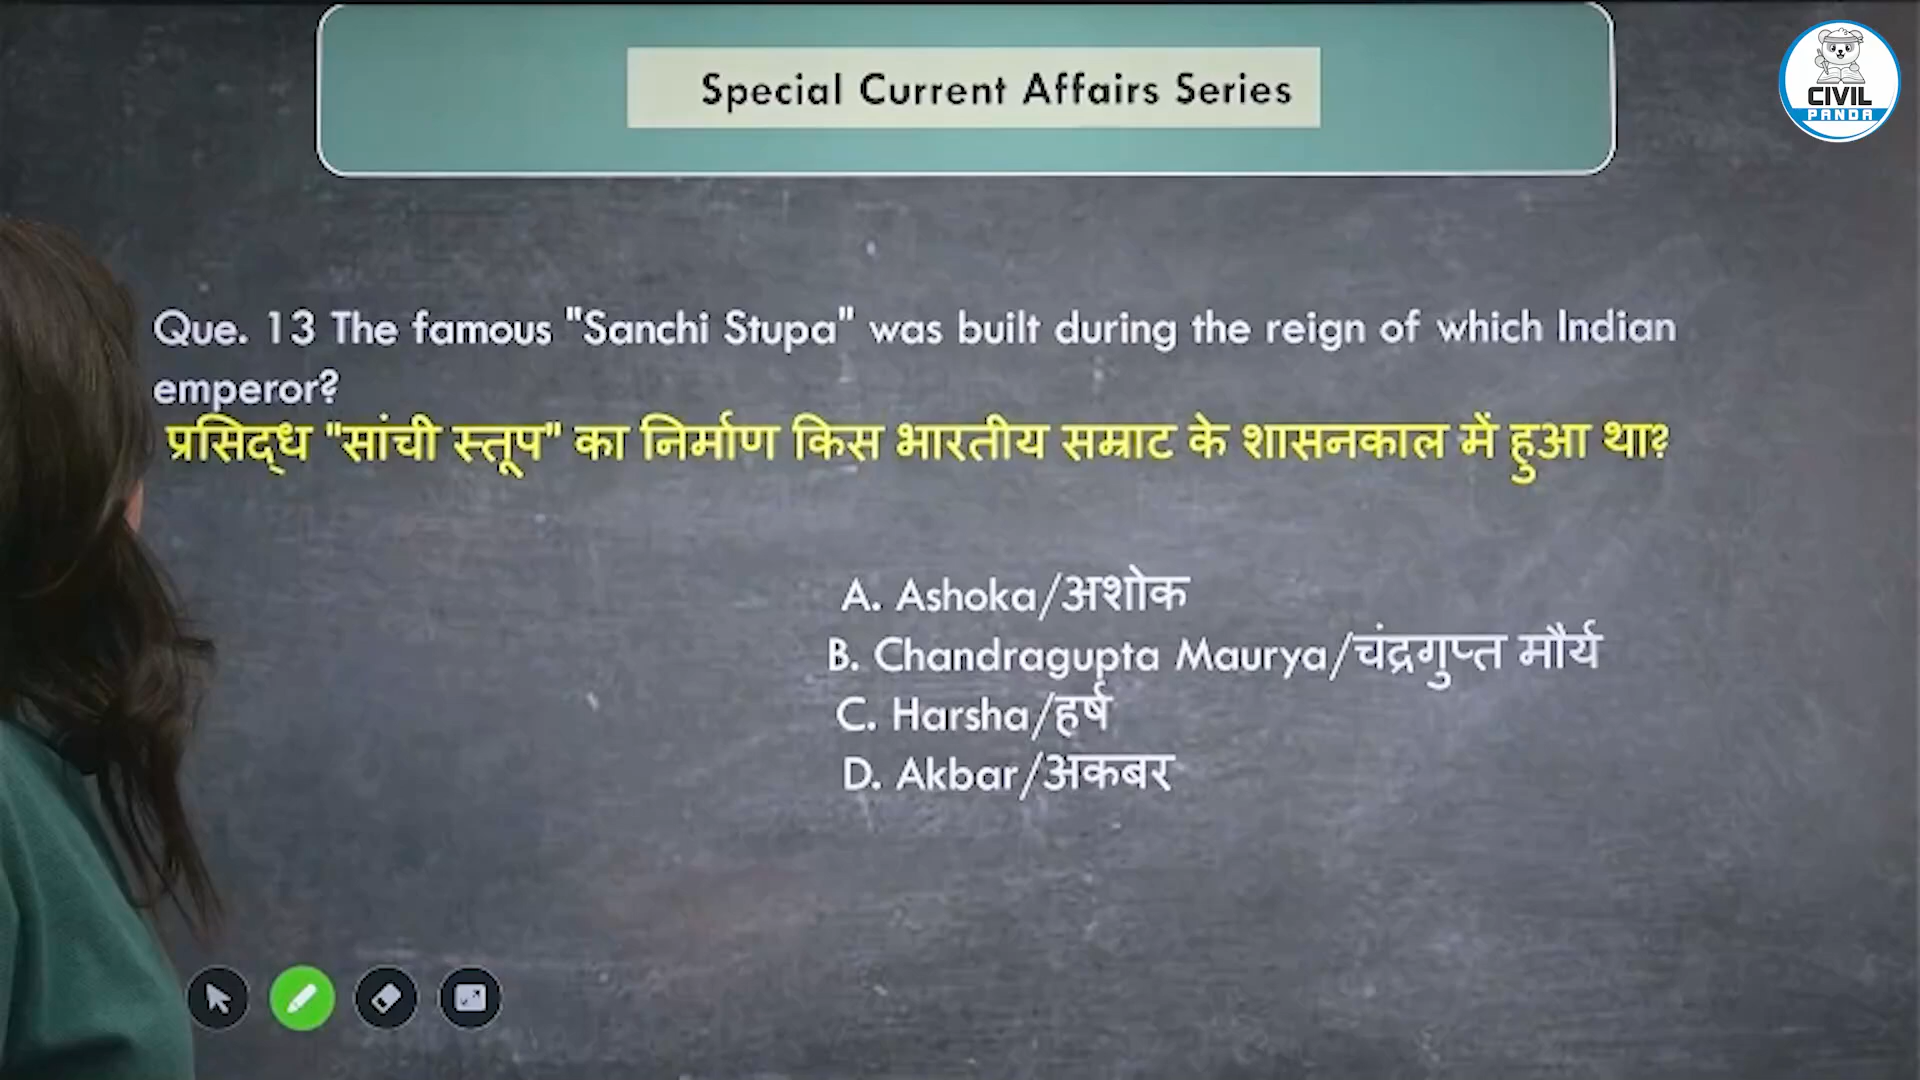 Special Current Affairs Series
CIVIL
PANDA
Que. 13 The famous "Sanchi Stupa" was built during the reign of which Indian
emperor?
प्रसिद्ध "सांची स्तूप" का निर्माण किस भारतीय सम्राट के शासनकाल में हुआ था?
A. Ashoka/अशोक
B. Chandragupta Maurya/चंद्रगुप्त मौर्य
C. Harsha/हर्ष
D. Akbar/अकबर